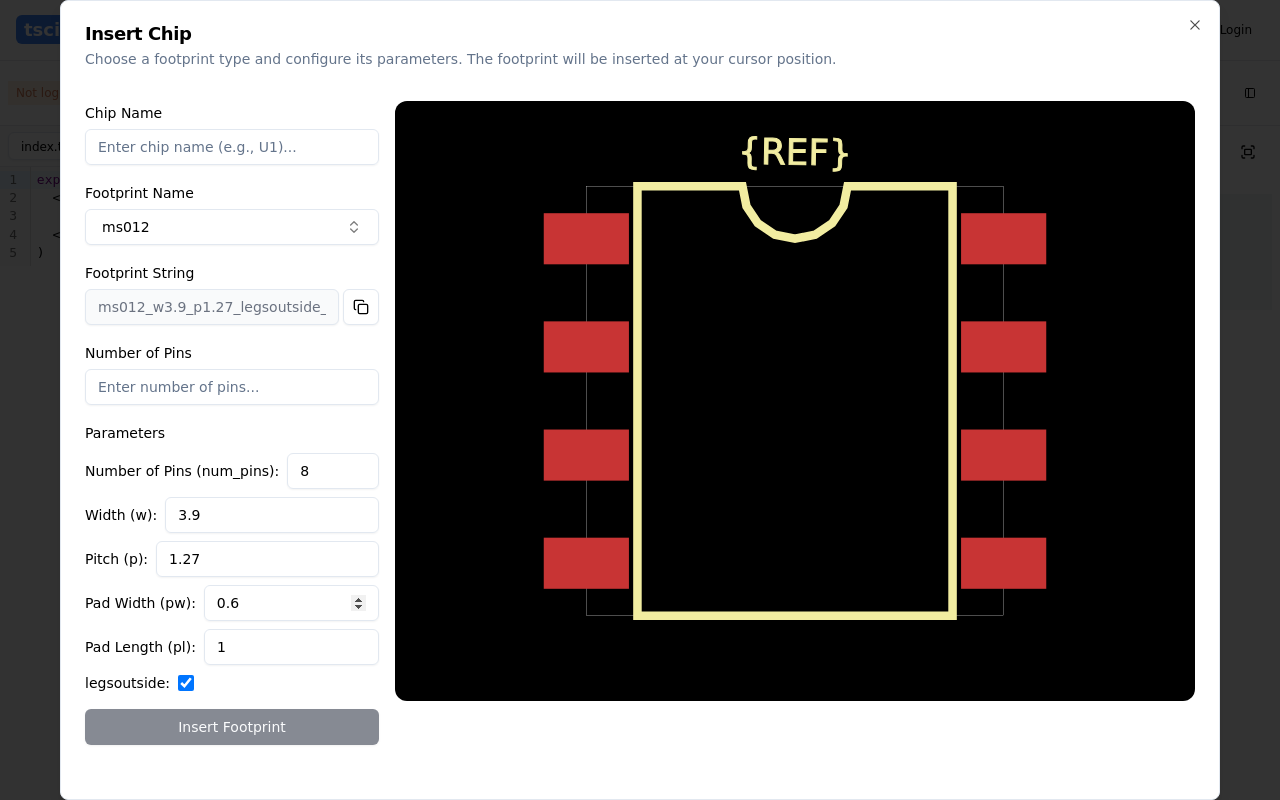 Insert Chip
Choose a footprint type and configure its parameters. The footprint will be inserted at your cursor position.
tsci
Login
Not log
index.t
1 exp
2 <
3
4 <
5 )
Chip Name
Enter chip name (e.g., U1)...
Footprint Name
ms012
Footprint String
ms012_w3.9_p1.27_legsoutside_
Number of Pins
Enter number of pins...
Parameters
Number of Pins (num_pins): 8
Width (w): 3.9
Pitch (p): 1.27
Pad Width (pw): 0.6
Pad Length (pl): 1
legsoutside:
Insert Footprint
{REF}